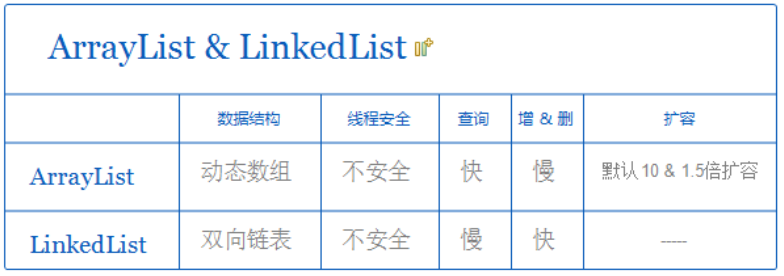 ArrayList & LinkedList
数据结构 线程安全 查询 增 & 删 扩容
ArrayList 动态数组 不安全 快 慢 默认10 & 1.5倍扩容
LinkedList 双向链表 不安全 慢 快 -----